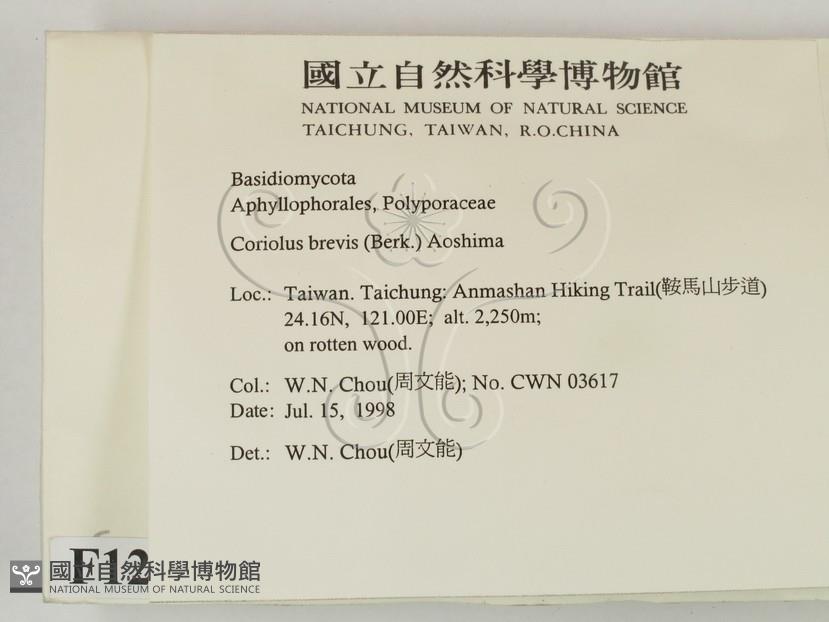 國立自然科學博物館
NATIONAL MUSEUM OF NATURAL SCIENCE
TAICHUNG, TAIWAN, R.O.CHINA
Basidiomycota
Aphyllophorales, Polyporaceae
Coriolus brevis (Berk.) Aoshima
Loc.: Taiwan. Taichung: Anmashan Hiking Trail(鞍馬山步道)
24.16N, 121.00E; alt. 2,250m;
on rotten wood.
Col.: W.N. Chou(周文能); No. CWN 03617
Date: Jul. 15, 1998
Det.: W.N. Chou(周文能)
F12
國立自然科學博物館
NATIONAL MUSEUM OF NATURAL SCIENCE